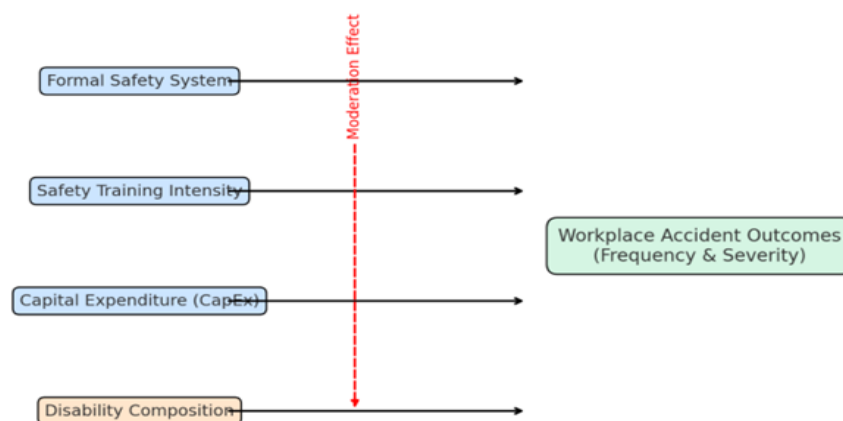 Moderation Effect
Formal Safety System
Safety Training Intensity
Workplace Accident Outcomes
(Frequency & Severity)
Capital Expenditure (CapEx)
Disability Composition